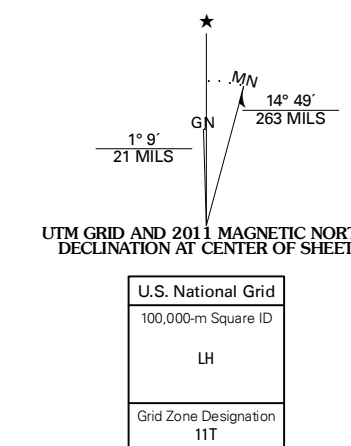 ★
MN
14° 49´
263 MILS
GN
1° 9´
21 MILS
UTM GRID AND 2011 MAGNETIC NORT
DECLINATION AT CENTER OF SHEET
U.S. National Grid
100,000-m Square ID
LH
Grid Zone Designation
11T